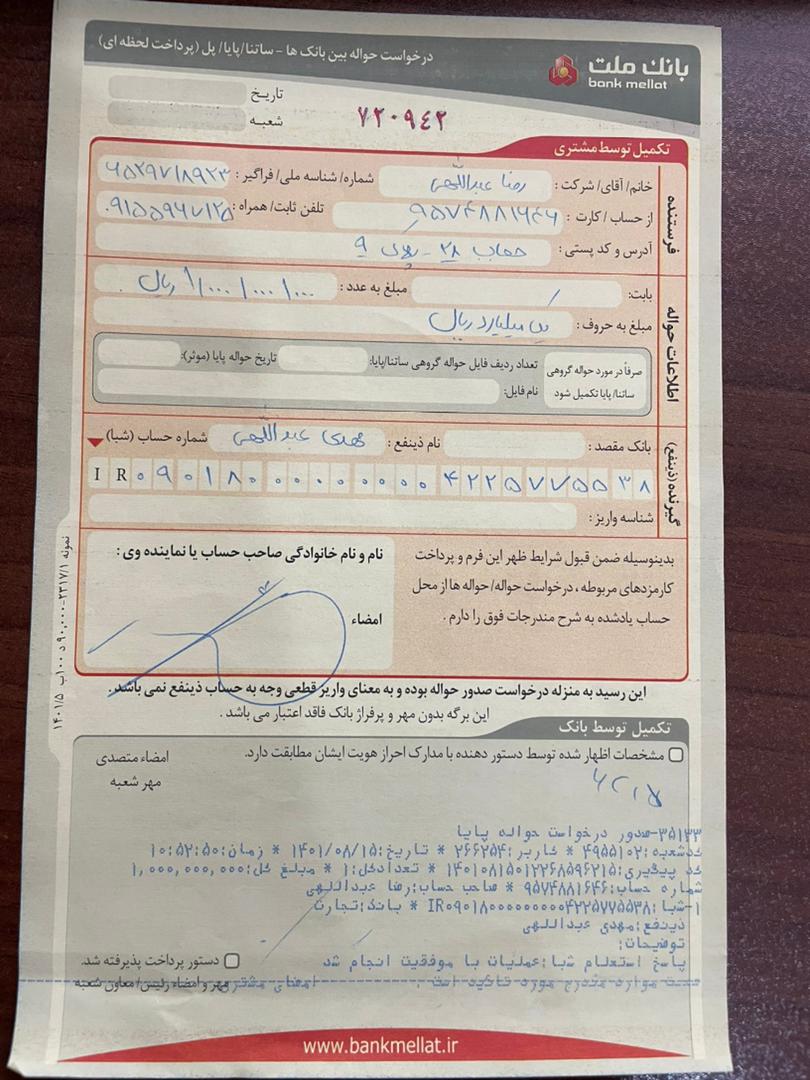 درخواست حواله بین بانک ها - ساتنا/پایا/ پل (پرداخت لحظه ای)
بانک ملت
bank mellat
تاریخ
شعبه
۷۲۰۹۴۲
تکمیل توسط مشتری
فرستنده
خانم/ آقای/ شرکت: رضا عبداللهی شماره/ شناسه ملی/ فراگیر:
از حساب/ کارت: ۹۵۷۴۸۸۱۶۴۶ تلفن ثابت/ همراه: ۰۹۱۵۵۹۶۷۱۲۵
آدرس و کد پستی: ۲۸ - پلاک ۹
اطلاعات حواله
بابت: مبلغ به عدد: ۱/۰۰۰/۰۰۰/۰۰۰ ریال
مبلغ به حروف: یک میلیارد ریال
صرفاً در مورد حواله گروهی ساتنا/ پایا تکمیل شود
تعداد ردیف فایل حواله گروهی ساتنا/پایا: تاریخ حواله پایا (موثر):
نام فایل:
گیرنده (ذینفع)
بانک مقصد: نام ذینفع: مهدی عبداللهی شماره حساب (شبا)
IR ۰۹۰۱۸۰۰۰۰۰۰۰۰۰۴۲۲۵۷۷۵۵۳۸
شناسه واریز:
بدینوسیله ضمن قبول شرایط ظهر این فرم و پرداخت
کارمزدهای مربوطه، درخواست حواله/ حواله ها از محل
حساب یادشده به شرح مندرجات فوق را دارم.
نام و نام خانوادگی صاحب حساب یا نماینده وی:
امضاء
این رسید به منزله درخواست صدور حواله بوده و به معنای واریز قطعی وجه به حساب ذینفع نمی باشد.
این برگه بدون مهر و پرفراژ بانک فاقد اعتبار می باشد.
نمونه ۲۳۱۷/۱-۹۰,۰۰۰ د ۱۰۰ب ۱۴۰۱/۵
تکمیل توسط بانک
مشخصات اظهار شده توسط دستور دهنده با مدارک احراز هویت ایشان مطابقت دارد.
امضاء متصدی
مهر شعبه
۳۵۱۳۳-صدور درخواست حواله پایا
کدشعبه:۴۹۵۵۱۰۲ * کاربر:۲۶۶۲۵۴ * تاریخ:۱۴۰۱/۰۸/۱۵ * زمان:۱۰:۵۲:۵۰
کد پیگیری:۱۴۰۱۰۸۱۵۰۱۲۲۶۸۵۹۶۲۱۵ * تعدادکل:۱ * مبلغ کل:۱,۰۰۰,۰۰۰,۰۰۰
شماره حساب:۹۵۷۴۸۸۱۶۴۶ * صاحب حساب:رضا عبداللهی
۱-شبا:IR۰۹۰۱۸۰۰۰۰۰۰۰۰۰۴۲۲۵۷۷۵۵۳۸ * بانک:تجارت
ذینفع:مهدی عبداللهی
توضیحات:
پاسخ استعلام شبا:عملیات با موفقیت انجام شد
صحت موارد مندرج مورد تائید است. امضای مشتری
دستور پرداخت پذیرفته شد.
مهر و امضاء رئیس/ معاون شعبه
www.bankmellat.ir